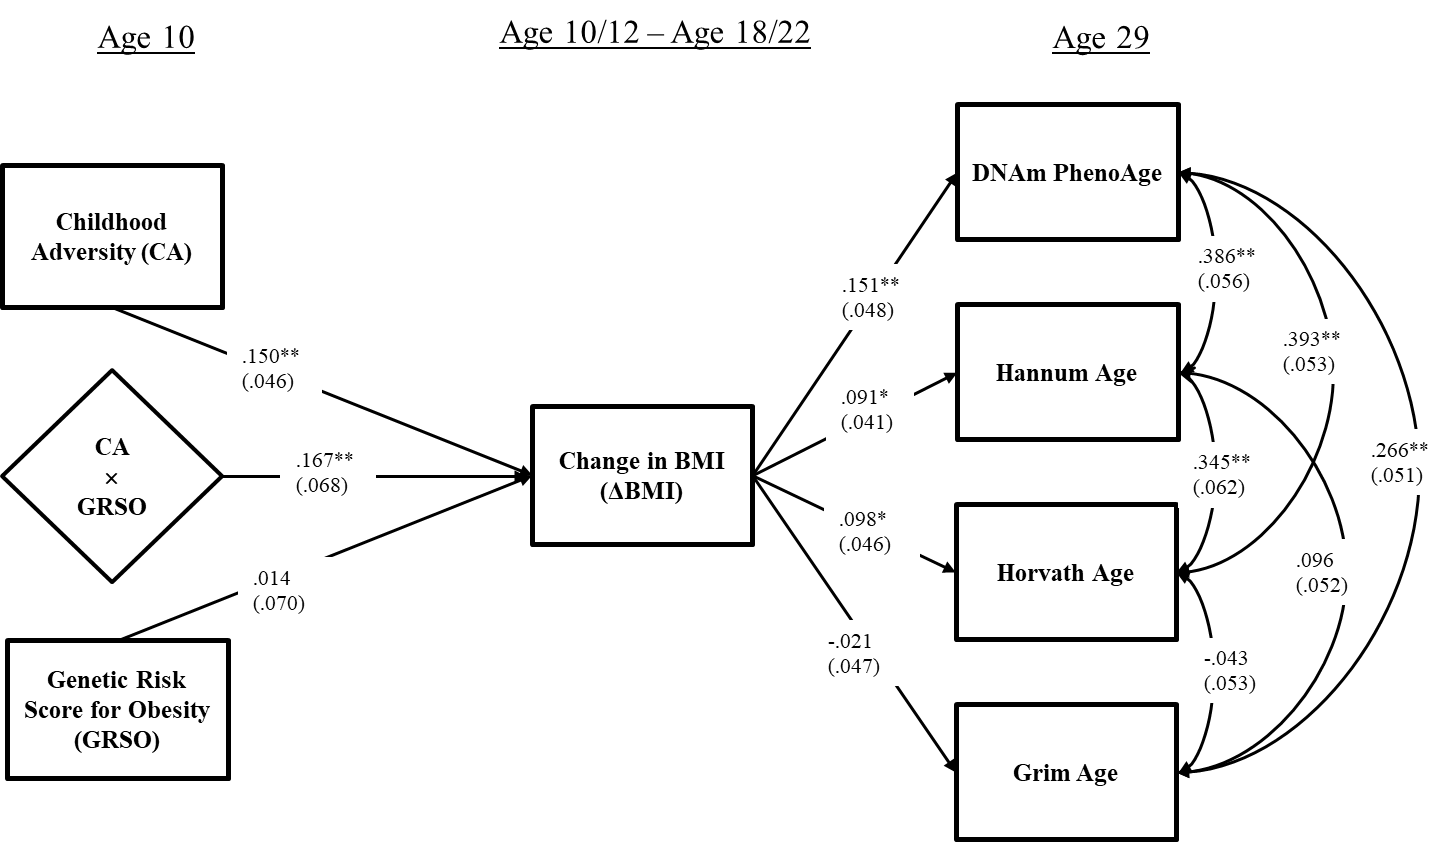 Age 10
Age 10/12 – Age 18/22
Age 29
Childhood
Adversity (CA)
CA
×
GRSO
Genetic Risk
Score for Obesity
(GRSO)
.150**
(.046)
.167**
(.068)
.014
(.070)
Change in BMI
(ΔBMI)
.151**
(.048)
.091*
(.041)
.098*
(.046)
-.021
(.047)
DNAm PhenoAge
Hannum Age
Horvath Age
Grim Age
.386**
(.056)
.393**
(.053)
.266**
(.051)
.345**
(.062)
.096
(.052)
-.043
(.053)